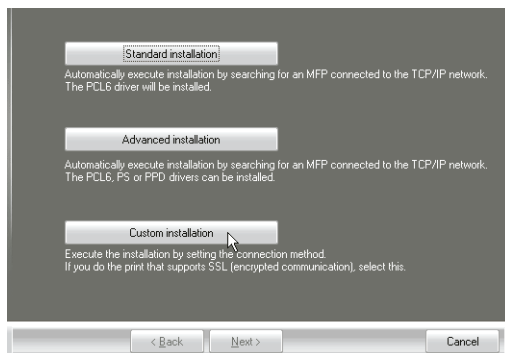 Standard installation
Automatically execute installation by searching for an MFP connected to the TCP/IP network.
The PCL6 driver will be installed.
Advanced installation
Automatically execute installation by searching for an MFP connected to the TCP/IP network.
The PCL6, PS or PPD drivers can be installed.
Custom installation
Execute the installation by setting the connection method.
If you do the print that supports SSL (encrypted communication), select this.
< Back Next > Cancel